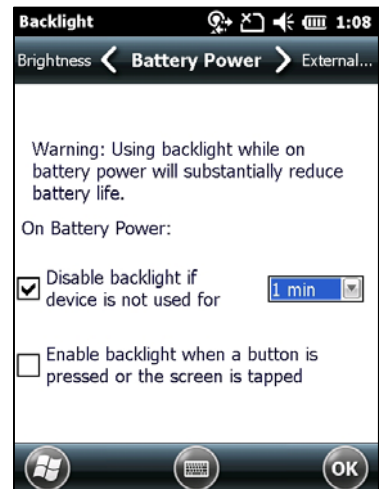 Backlight 1:08
Brightness Battery Power External...
Warning: Using backlight while on
battery power will substantially reduce
battery life.
On Battery Power:
Disable backlight if
device is not used for
1 min
Enable backlight when a button is
pressed or the screen is tapped
OK